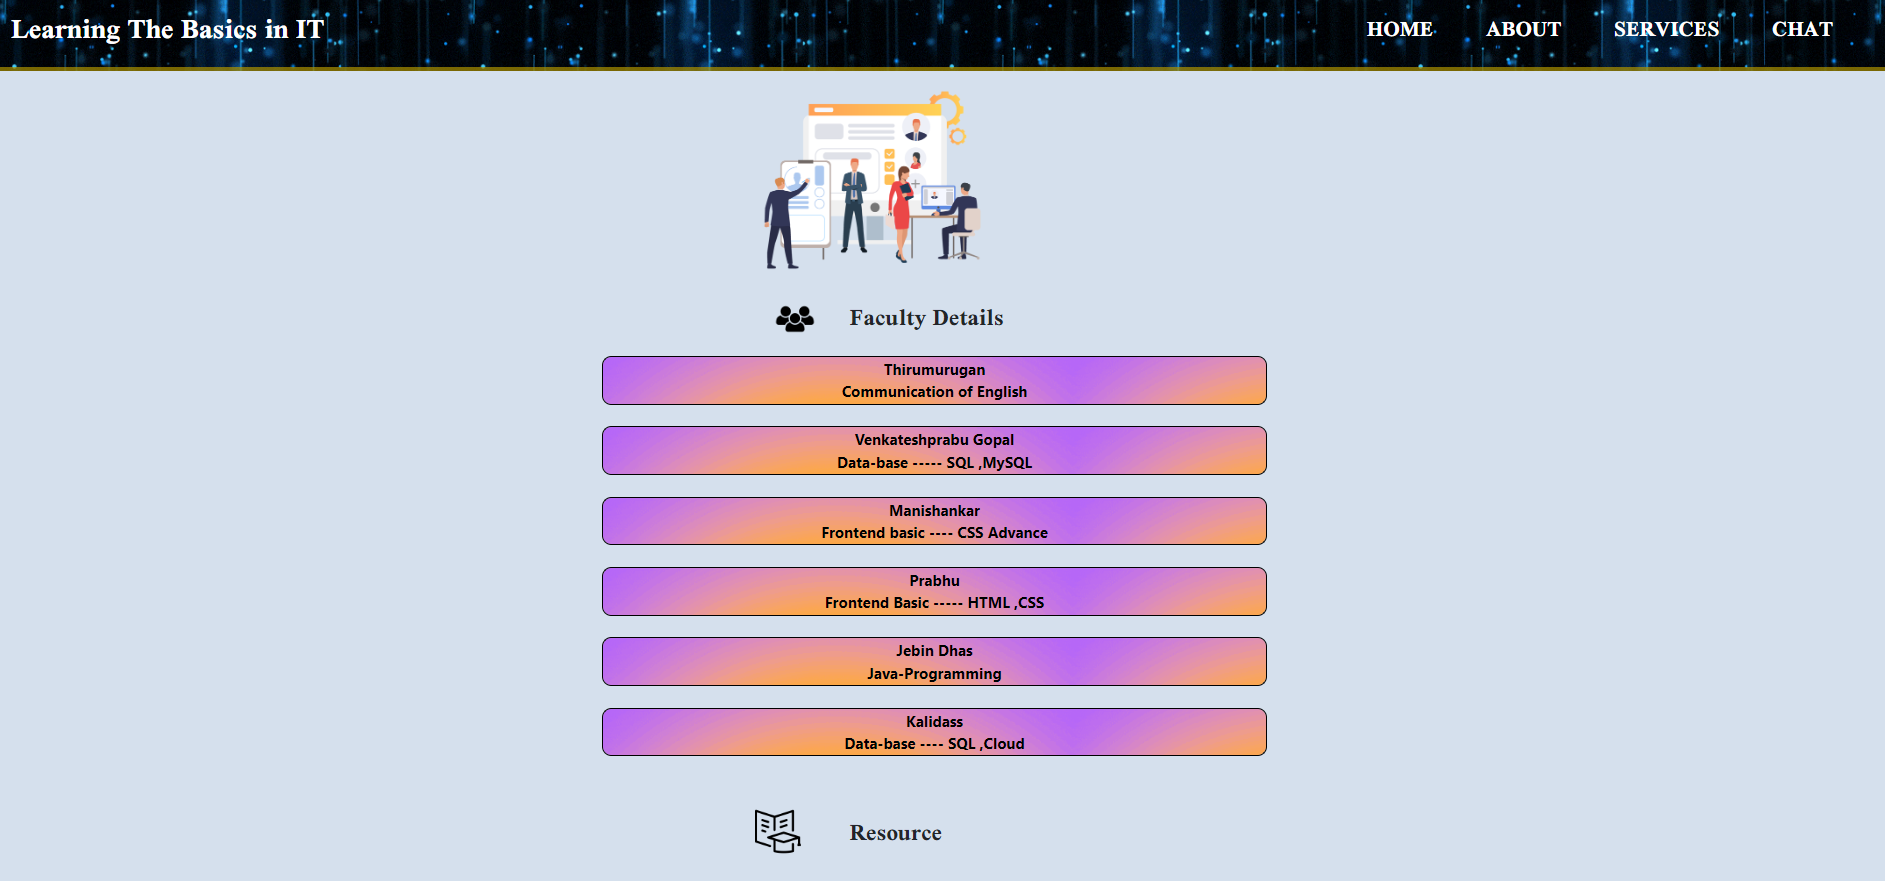 Learning The Basics in IT
HOME ABOUT SERVICES CHAT
Faculty Details
Thirumurugan
Communication of English
Venkateshprabu Gopal
Data-base ----- SQL ,MySQL
Manishankar
Frontend basic ---- CSS Advance
Prabhu
Frontend Basic ----- HTML ,CSS
Jebin Dhas
Java-Programming
Kalidass
Data-base ---- SQL ,Cloud
Resource